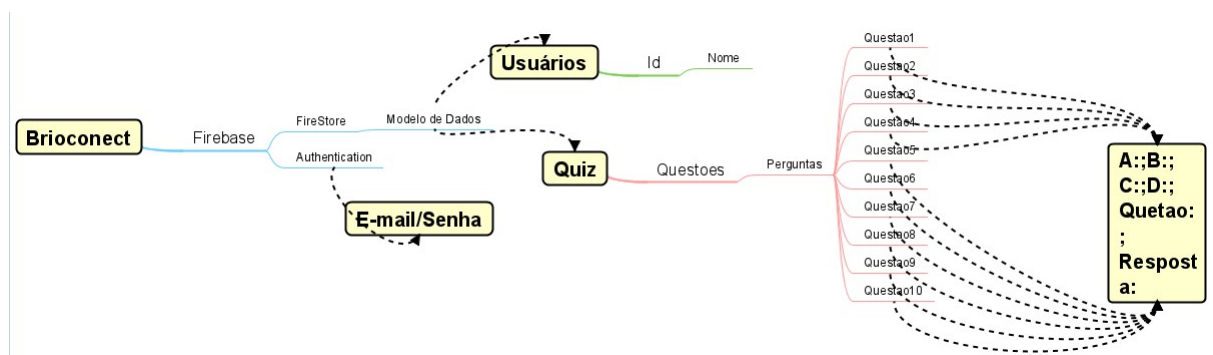 Brioconect
Firebase
FireStore
Modelo de Dados
Authentication
E-mail/Senha
Usuários
Id
Nome
Quiz
Questoes
Perguntas
Questao1
Questao2
Questao3
Questao4
Questao5
Questao6
Questao7
Questao8
Questao9
Questao10
A:;B:;
C:;D:;
Quetao:
;
Respost
a: